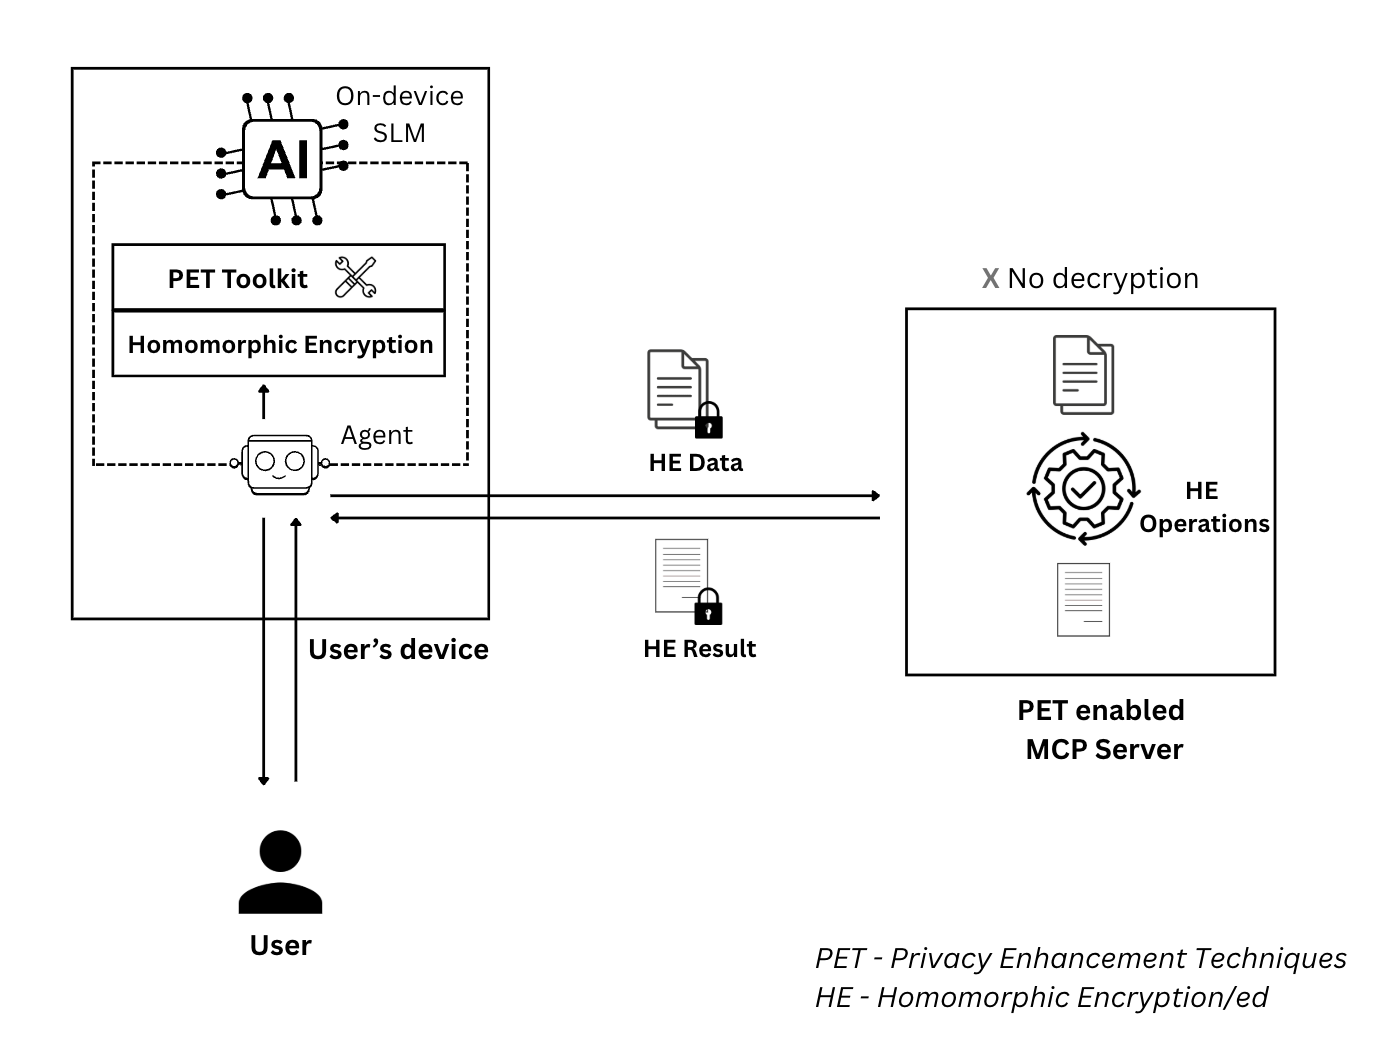 On-device
SLM
AI
PET Toolkit
Homomorphic Encryption
Agent
User's device
User
HE Data
HE Result
X No decryption
HE
Operations
PET enabled
MCP Server
PET - Privacy Enhancement Techniques
HE - Homomorphic Encryption/ed